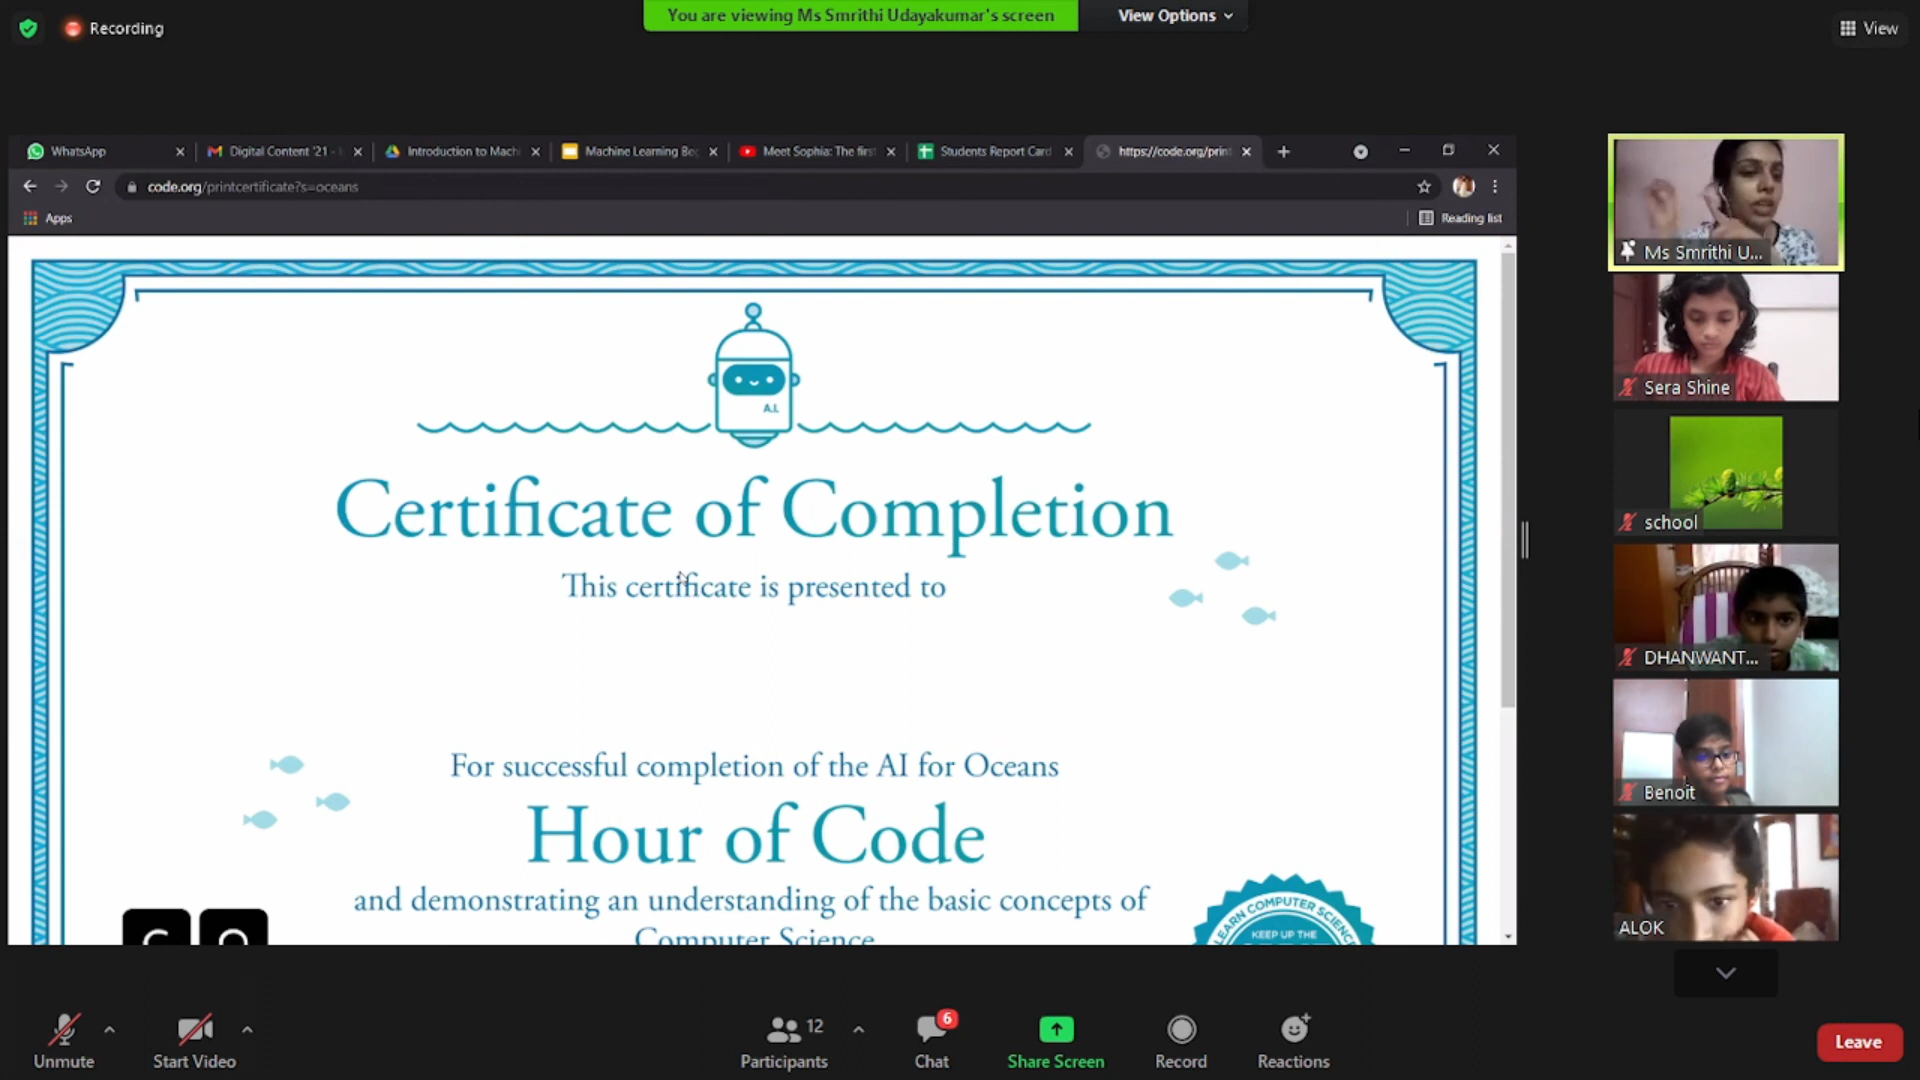 Recording
You are viewing Ms Smrithi Udayakumar's screen
View Options
View
WhatsApp
Digital Content '21 -
Introduction to Mach
Machine Learning Be
Meet Sophia: The first
Students Report Card
https://code.org/print
code.org/printcertificate?s=oceans
Apps
Reading list
A.I.
Certificate of Completion
This certificate is presented to
For successful completion of the AI for Oceans
Hour of Code
and demonstrating an understanding of the basic concepts of
Computer Science
LEARN COMPUTER SCIENCE
KEEP UP THE
Ms Smrithi U...
Sera Shine
school
DHANWANT...
Benoit
ALOK
Unmute
Start Video
12
Participants
6
Chat
Share Screen
Record
Reactions
Leave